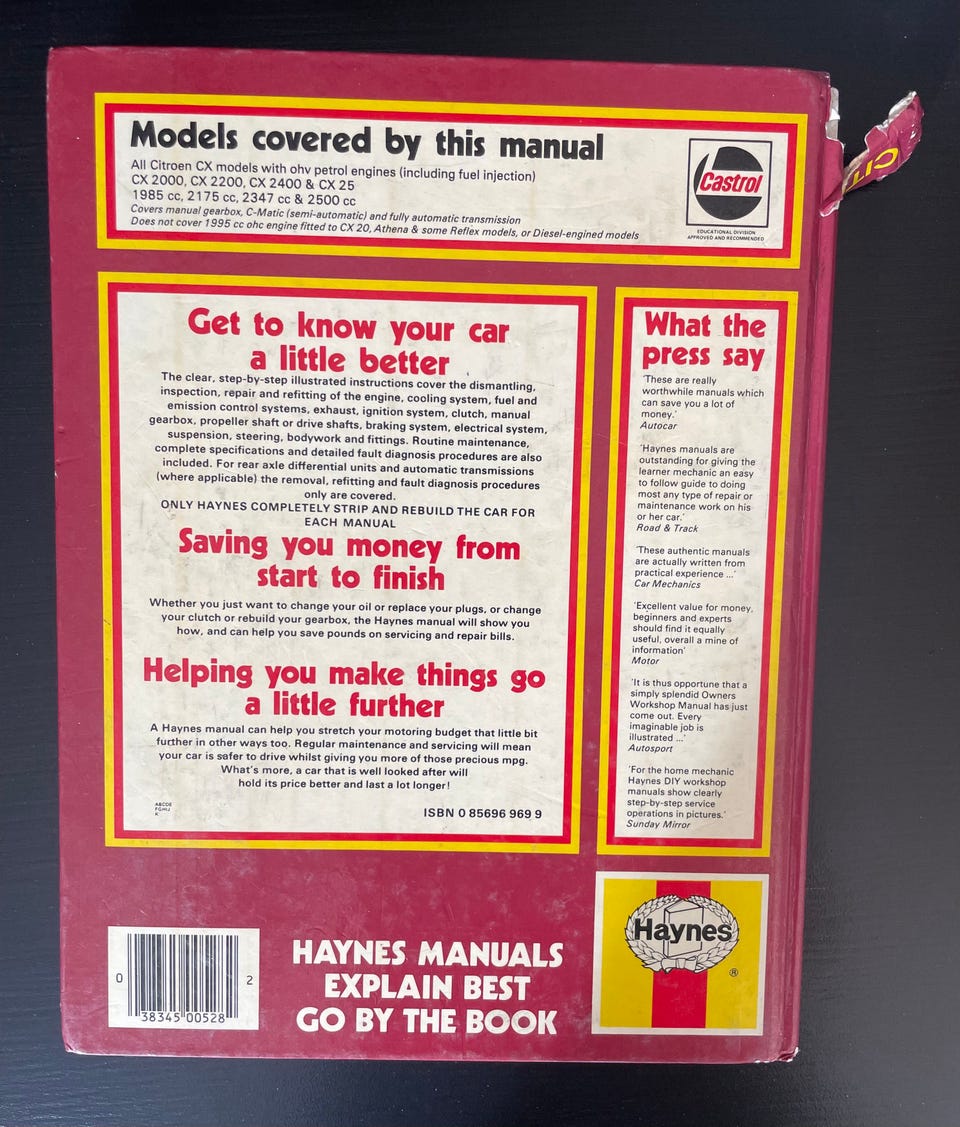 Models covered by this manual
All Citroen CX models with ohv petrol engines (including fuel injection)
CX 2000, CX 2200, CX 2400 & CX 25
1985 cc, 2175 cc, 2347 cc & 2500 cc
Covers manual gearbox, C-Matic (semi-automatic) and fully automatic transmission
Does not cover 1995 cc ohc engine fitted to CX 20, Athena & some Reflex models, or Diesel-engined models
Castrol
EDUCATIONAL DIVISION
APPROVED AND RECOMMENDED
CIT
Get to know your car
a little better
The clear, step-by-step illustrated instructions cover the dismantling,
inspection, repair and refitting of the engine, cooling system, fuel and
emission control systems, exhaust, ignition system, clutch, manual
gearbox, propeller shaft or drive shafts, braking system, electrical system,
suspension, steering, bodywork and fittings. Routine maintenance,
complete specifications and detailed fault diagnosis procedures are also
included. For rear axle differential units and automatic transmissions
(where applicable) the removal, refitting and fault diagnosis procedures
only are covered.
ONLY HAYNES COMPLETELY STRIP AND REBUILD THE CAR FOR
EACH MANUAL
Saving you money from
start to finish
Whether you just want to change your oil or replace your plugs, or change
your clutch or rebuild your gearbox, the Haynes manual will show you
how, and can help you save pounds on servicing and repair bills.
Helping you make things go
a little further
A Haynes manual can help you stretch your motoring budget that little bit
further in other ways too. Regular maintenance and servicing will mean
your car is safer to drive whilst giving you more of those precious mpg.
What's more, a car that is well looked after will
hold its price better and last a lot longer!
ABCDE
FGHIJ
K
ISBN 0 85696 969 9
What the
press say
'These are really
worthwhile manuals which
can save you a lot of
money.'
Autocar
'Haynes manuals are
outstanding for giving the
learner mechanic an easy
to follow guide to doing
most any type of repair or
maintenance work on his
or her car.'
Road & Track
'These authentic manuals
are actually written from
practical experience ...'
Car Mechanics
'Excellent value for money,
beginners and experts
should find it equally
useful, overall a mine of
information'
Motor
'It is thus opportune that a
simply splendid Owners
Workshop Manual has just
come out. Every
imaginable job is
illustrated ...'
Autosport
'For the home mechanic
Haynes DIY workshop
manuals show clearly
step-by-step service
operations in pictures.'
Sunday Mirror
0 38345 00528 2
HAYNES MANUALS
EXPLAIN BEST
GO BY THE BOOK
Haynes
®